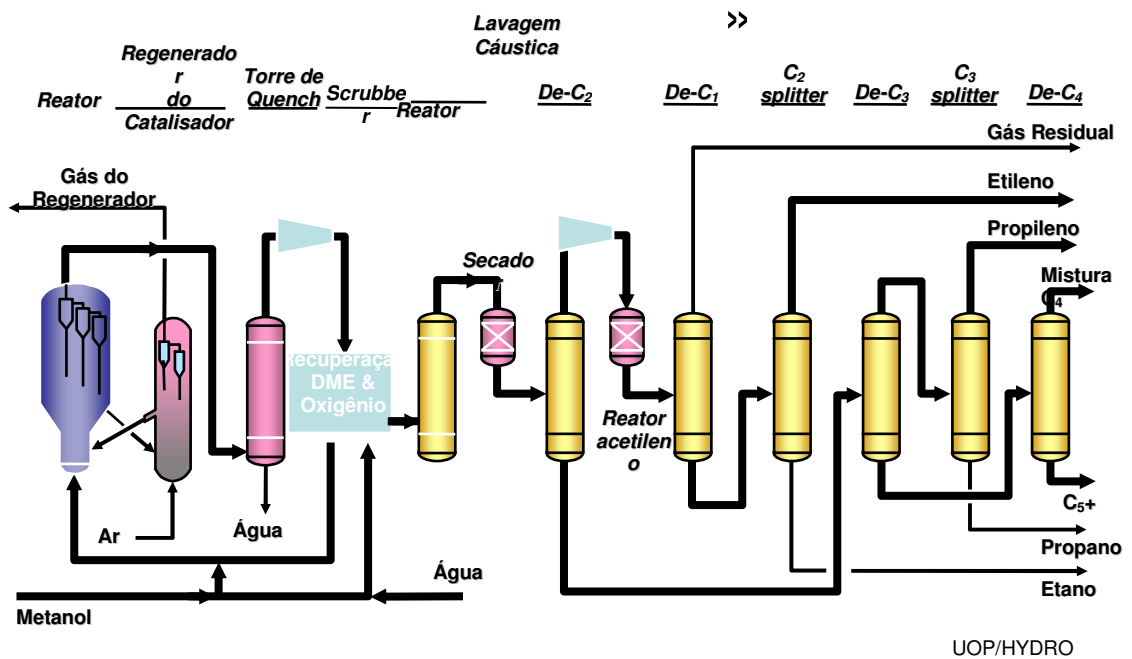 Lavagem
Cáustica
»
Regenerado
r
do
Catalisador
Reator
Torre de
Quench
Scrubbe
r
Reator
De-C₂
De-C₁
C₂
splitter
De-C₃
C₃
splitter
De-C₄
Gás Residual
Gás do
Regenerador
Etileno
Propileno
Secado
r
Mistura
C₄
Recuperaçã
DME &
Oxigênio
Reator
acetilen
o
Ar
Água
C₅+
Propano
Água
Etano
Metanol
UOP/HYDRO